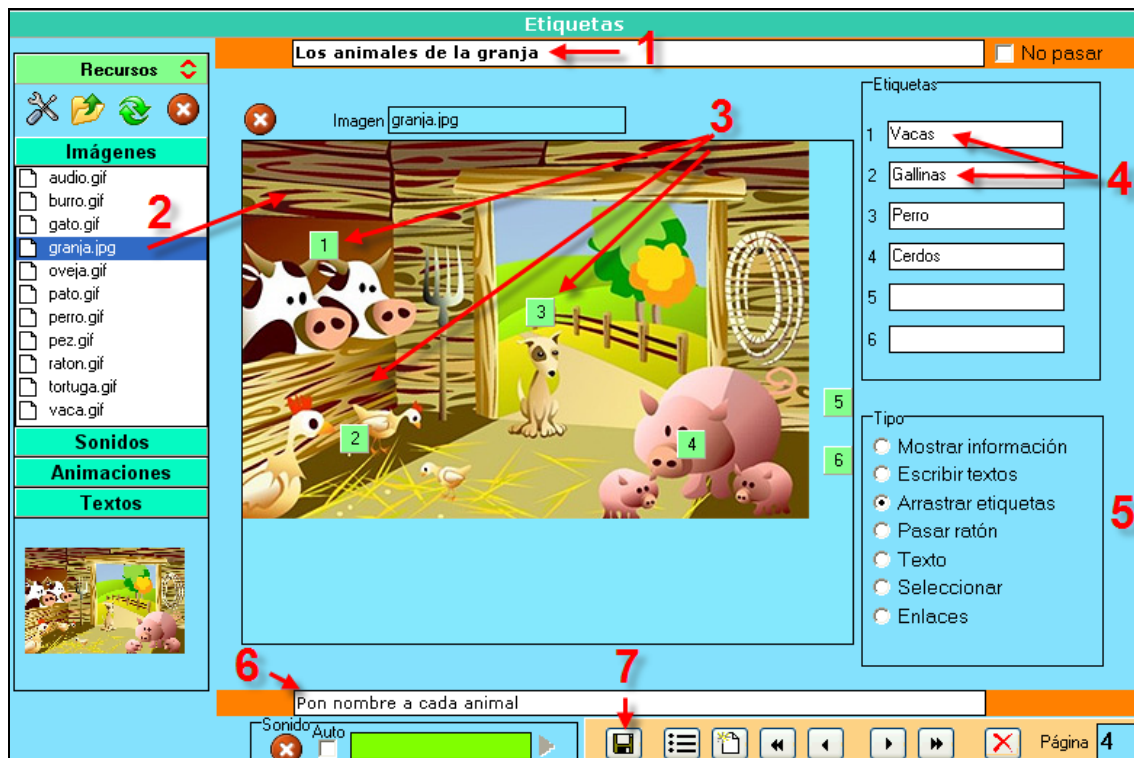 Etiquetas
Los animales de la granja
1
No pasar
Recursos
Imágenes
audio.gif
burro.gif
gato.gif
granja.jpg
oveja.gif
pato.gif
perro.gif
pez.gif
raton.gif
tortuga.gif
vaca.gif
Sonidos
Animaciones
Textos
2
Imagen granja.jpg
3
1
2
3
4
5
6
Etiquetas
1 Vacas
2 Gallinas
3 Perro
4 Cerdos
5
6
4
Tipo
Mostrar información
Escribir textos
Arrastrar etiquetas
Pasar ratón
Texto
Seleccionar
Enlaces
5
6
7
Pon nombre a cada animal
Sonido
Auto
Página 4